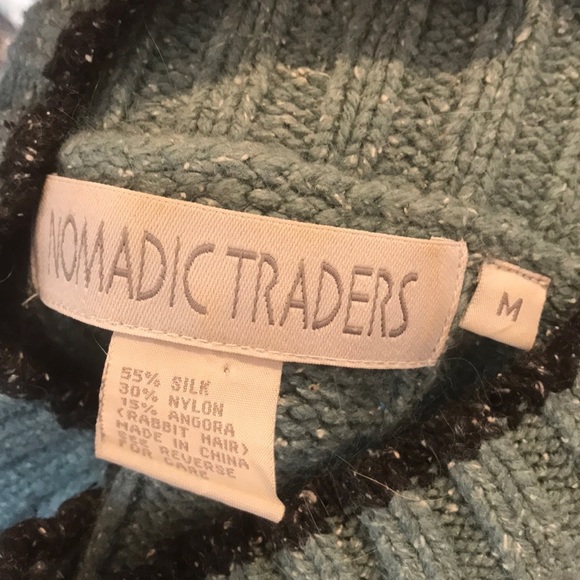 NOMADIC TRADERS
M
55% SILK
30% NYLON
15% ANGORA
(RABBIT HAIR)
MADE IN CHINA
SEE REVERSE
FOR CARE